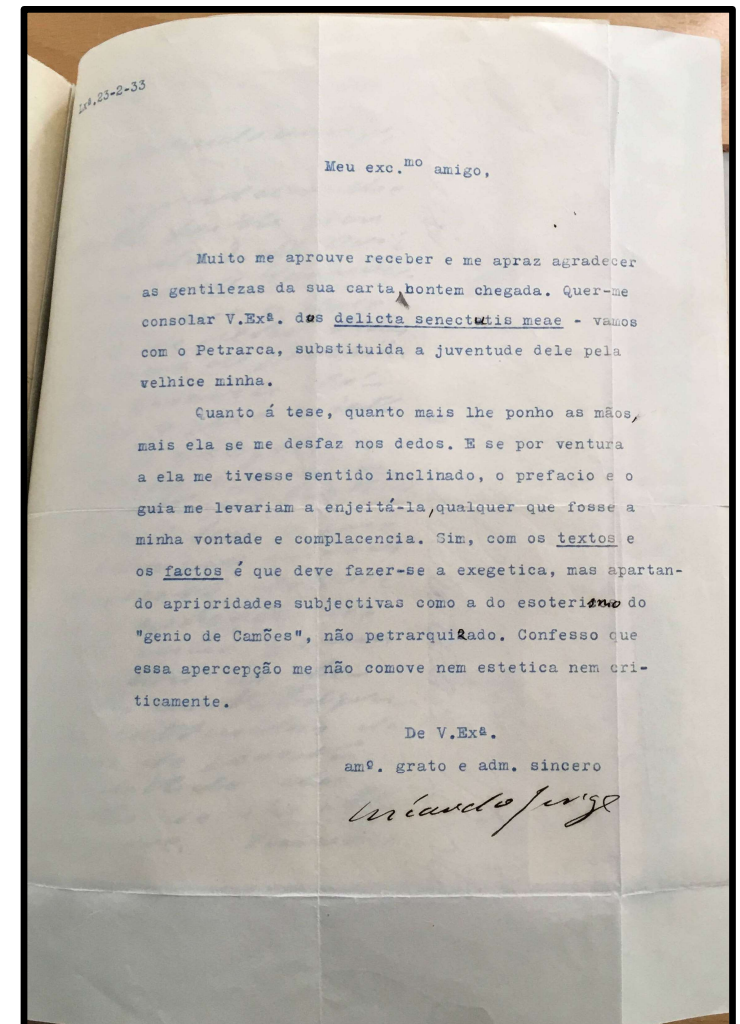 Lxª,23-2-33
Meu exc.mo amigo,
Muito me aprouve receber e me apraz agradecer
as gentilezas da sua carta,hontem chegada. Quer-me
consolar V.Exª. dos delicta senectutis meae - vamos
com o Petrarca, substituida a juventude dele pela
velhice minha.
Quanto á tese, quanto mais lhe ponho as mãos,
mais ela se me desfaz nos dedos. E se por ventura
a ela me tivesse sentido inclinado, o prefacio e o
guia me levariam a enjeitá-la,qualquer que fosse a
minha vontade e complacencia. Sim, com os textos e
os factos é que deve fazer-se a exegetica, mas apartan-
do aprioridades subjectivas como a do esoterismo do
"genio de Camões", não petrarquizado. Confesso que
essa apercepção me não comove nem estetica nem cri-
ticamente.
De V.Exª.
amº. grato e adm. sincero
Ricardo Jorge